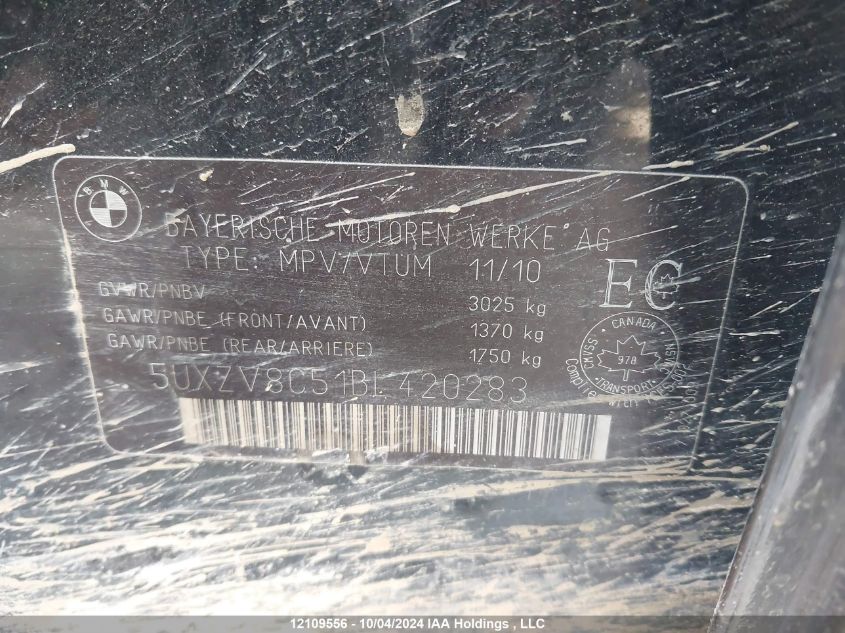 BMW
BAYERISCHE MOTOREN WERKE AG
TYPE: MPV/VTUM 11/10
GVWR/PNBV 3025 kg
GAWR/PNBE (FRONT/AVANT) 1370 kg
GAWR/PNBE (REAR/ARRIERE) 1750 kg
5UXZV8C51BL420283
EC
CANADA
TRANSPORT
978
12109556 - 10/04/2024 IAA Holdings , LLC